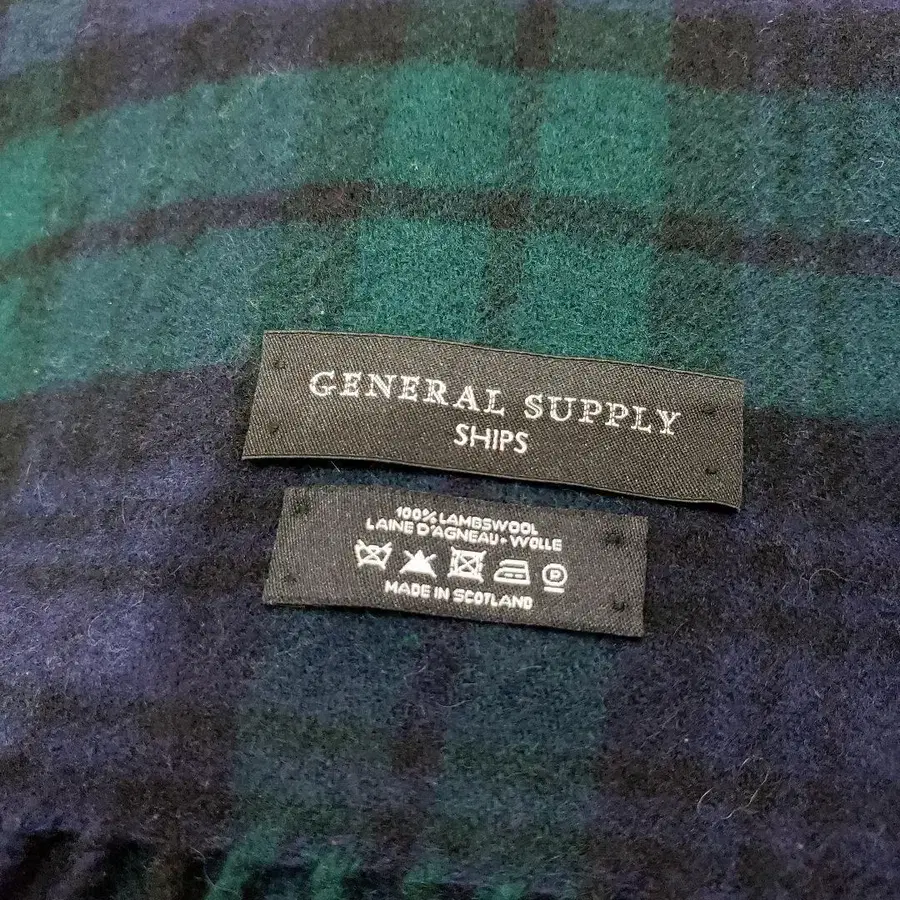 GENERAL SUPPLY
SHIPS
100% LAMBSWOOL
LAINE D'AGNEAU • WOLLE
P
MADE IN SCOTLAND